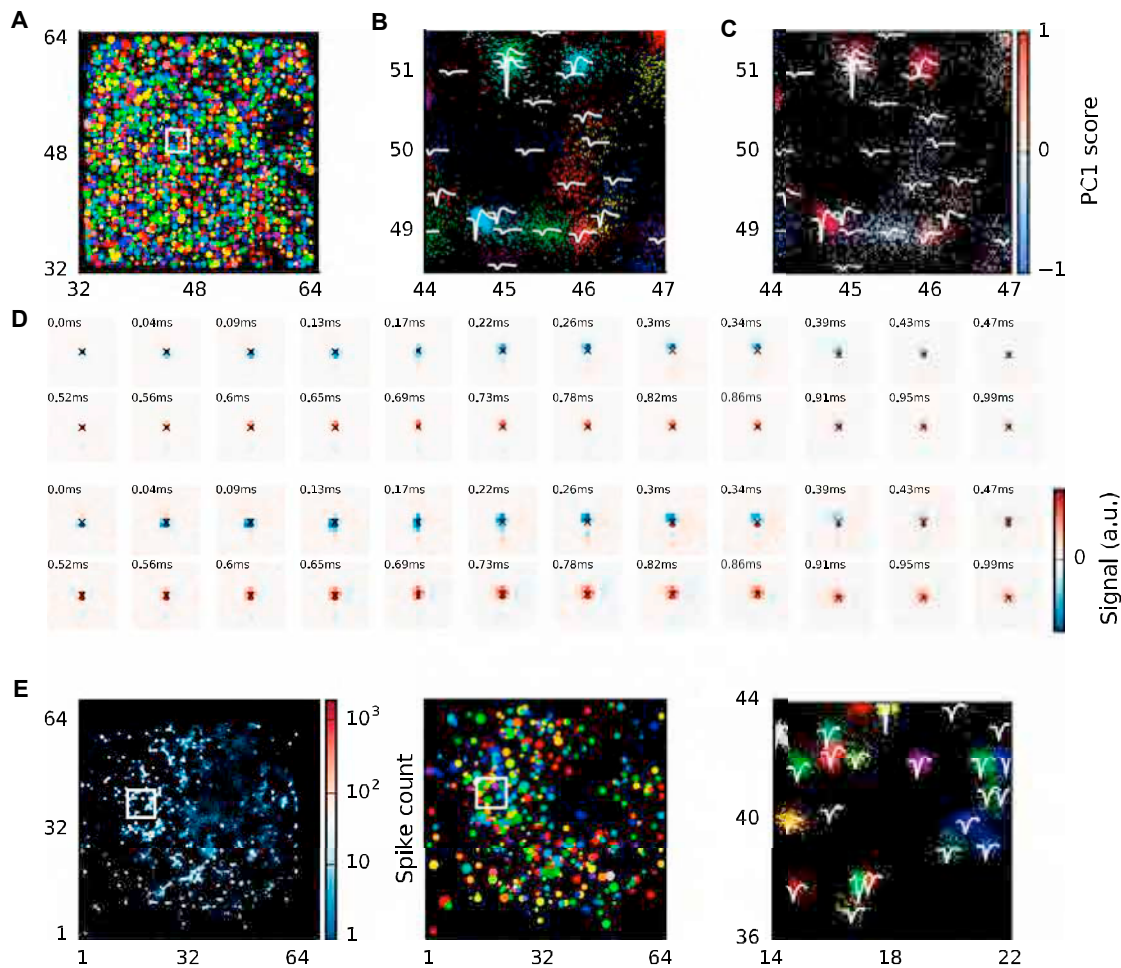 A
B
C
64
48
32
32 48 64
51
50
49
44 45 46 47
51
50
49
44 45 46 47
1
0
−1
PC1 score
D
0.0ms 0.04ms 0.09ms 0.13ms 0.17ms 0.22ms 0.26ms 0.3ms 0.34ms 0.39ms 0.43ms 0.47ms
0.52ms 0.56ms 0.6ms 0.65ms 0.69ms 0.73ms 0.78ms 0.82ms 0.86ms 0.91ms 0.95ms 0.99ms
0.0ms 0.04ms 0.09ms 0.13ms 0.17ms 0.22ms 0.26ms 0.3ms 0.34ms 0.39ms 0.43ms 0.47ms
0.52ms 0.56ms 0.6ms 0.65ms 0.69ms 0.73ms 0.78ms 0.82ms 0.86ms 0.91ms 0.95ms 0.99ms
0
Signal (a.u.)
E
64
32
1
1 32 64
10³
10²
10
1
Spike count
1 32 64
44
40
36
14 18 22